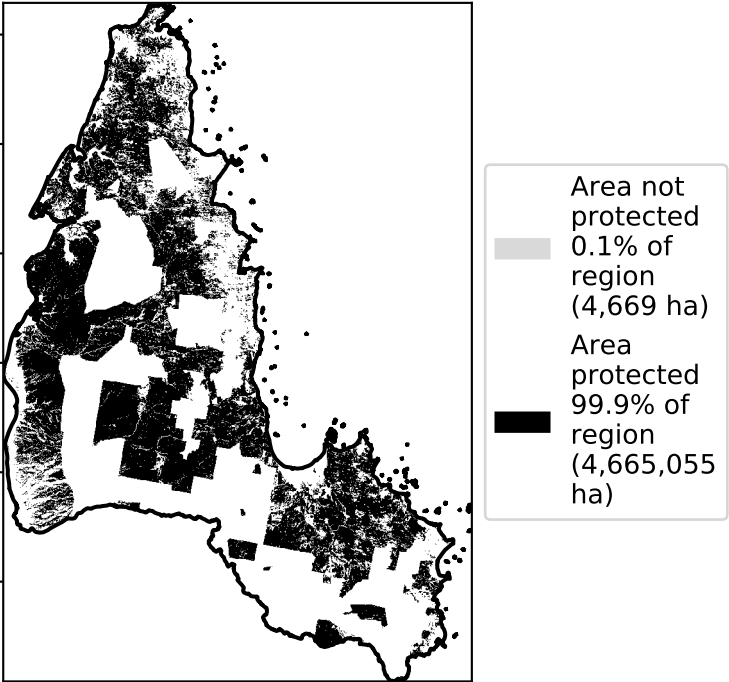 Area not
protected
0.1% of
region
(4,669 ha)
Area
protected
99.9% of
region
(4,665,055
ha)